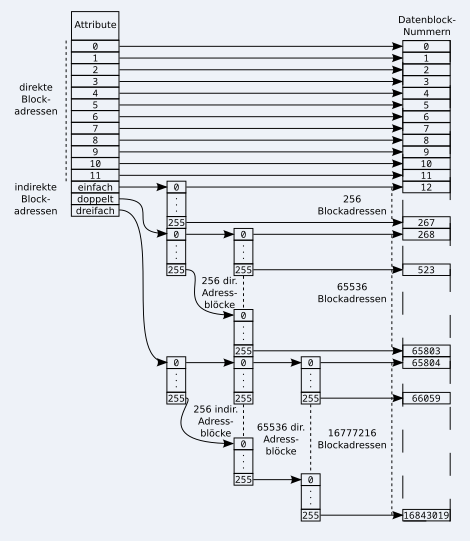 Attribute
Datenblock-
Nummern
0 0
1 1
2 2
3 3
direkte
Block-
adressen
4 4
5 5
6 6
7 7
8 8
9 9
10 10
11 11
indirekte
Block-
adressen
einfach 0 12
doppelt
dreifach
256
Blockadressen
255 267
0 0 268
255 255 523
256 dir.
Adress-
blöcke
65536
Blockadressen
0
255 65803
0 0 0 65804
255 255 255 66059
256 indir.
Adress-
blöcke
65536 dir.
Adress-
blöcke
16777216
Blockadressen
0
255 0
255 16843019